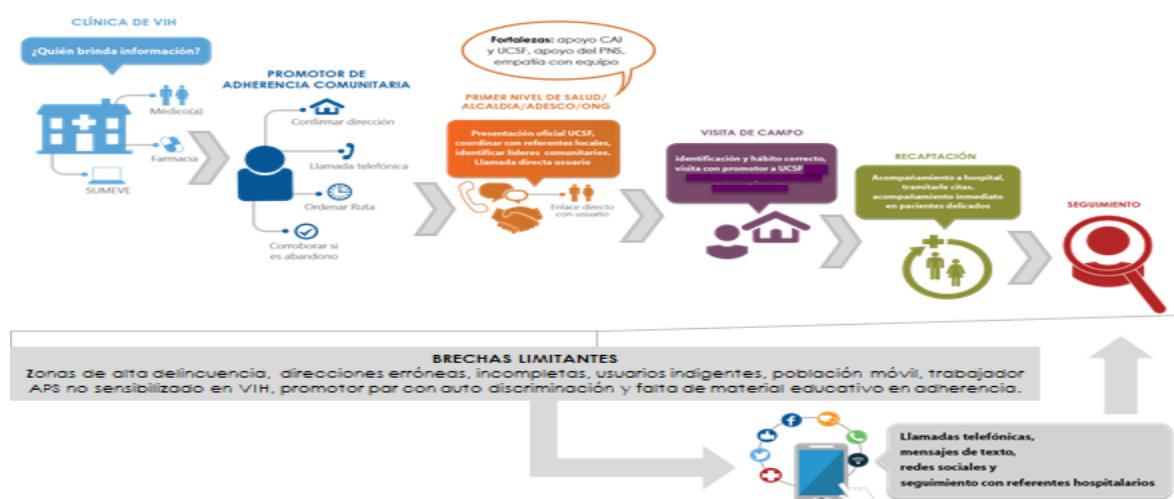 CLÍNICA DE VIH
¿Quién brinda información?
Médico(a)
Farmacia
SUMEVE
PROMOTOR DE
ADHERENCIA COMUNITARIA
Confirmar dirección
Llamada telefónica
Ordenar Ruta
Corroborar si
es abandono
Fortalezas: apoyo CAI
y UCSF, apoyo del PNS,
empatía con equipo
PRIMER NIVEL DE SALUD/
ALCALDIA/ADESCO/ONG
Presentación oficial UCSF,
coordinar con referentes locales,
identificar líderes comunitarios.
Llamada directa usuario
Enlace directo
con usuario
VISITA DE CAMPO
identificación y hábito correcto,
visita con promotor a UCSF
RECAPTACIÓN
Acompañamiento a hospital,
tramitarle citas.
acompañamiento inmediato
en pacientes delicados
SEGUIMIENTO
BRECHAS LIMITANTES
Zonas de alta delincuencia, direcciones erróneas, incompletas, usuarios indigentes, población móvil, trabajador
APS no sensibilizado en VIH, promotor par con auto discriminación y falta de material educativo en adherencia.
Llamadas telefónicas,
mensajes de texto,
redes sociales y
seguimiento con referentes hospitalarios